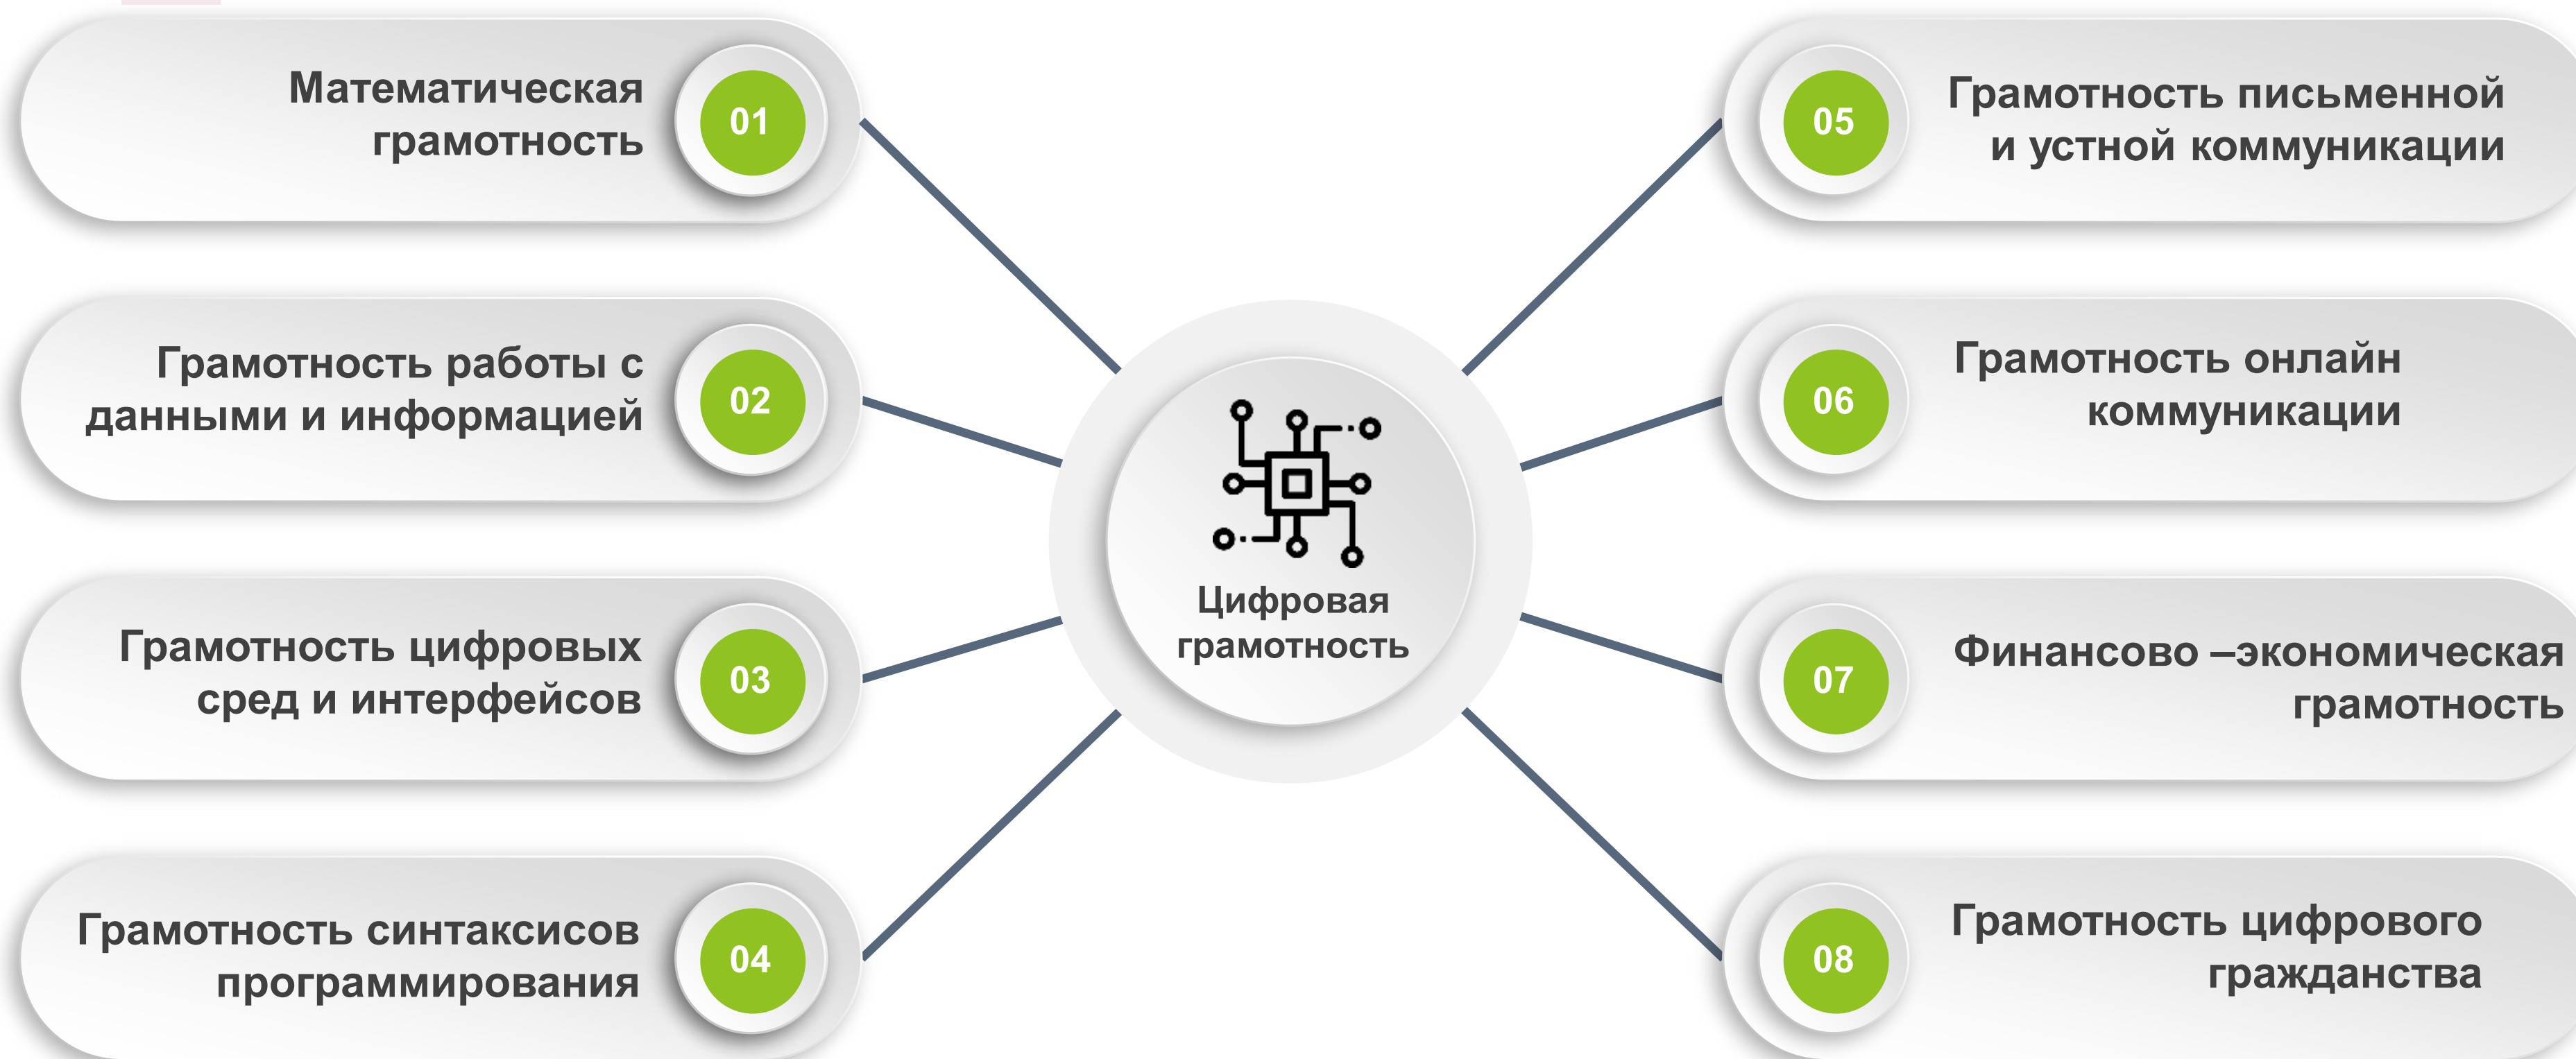 Математическая
грамотность
01
Грамотность работы с
данными и информацией
02
Грамотность цифровых
сред и интерфейсов
03
Грамотность синтаксисов
программирования
04
Цифровая
грамотность
05
Грамотность письменной
и устной коммуникации
06
Грамотность онлайн
коммуникации
07
Финансово –экономическая
грамотность
08
Грамотность цифрового
гражданства